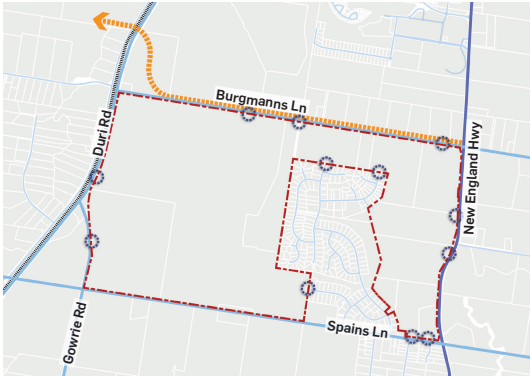 Burgmanns Ln
Duri Rd
New England Hwy
Spains Ln
Gowrie Rd